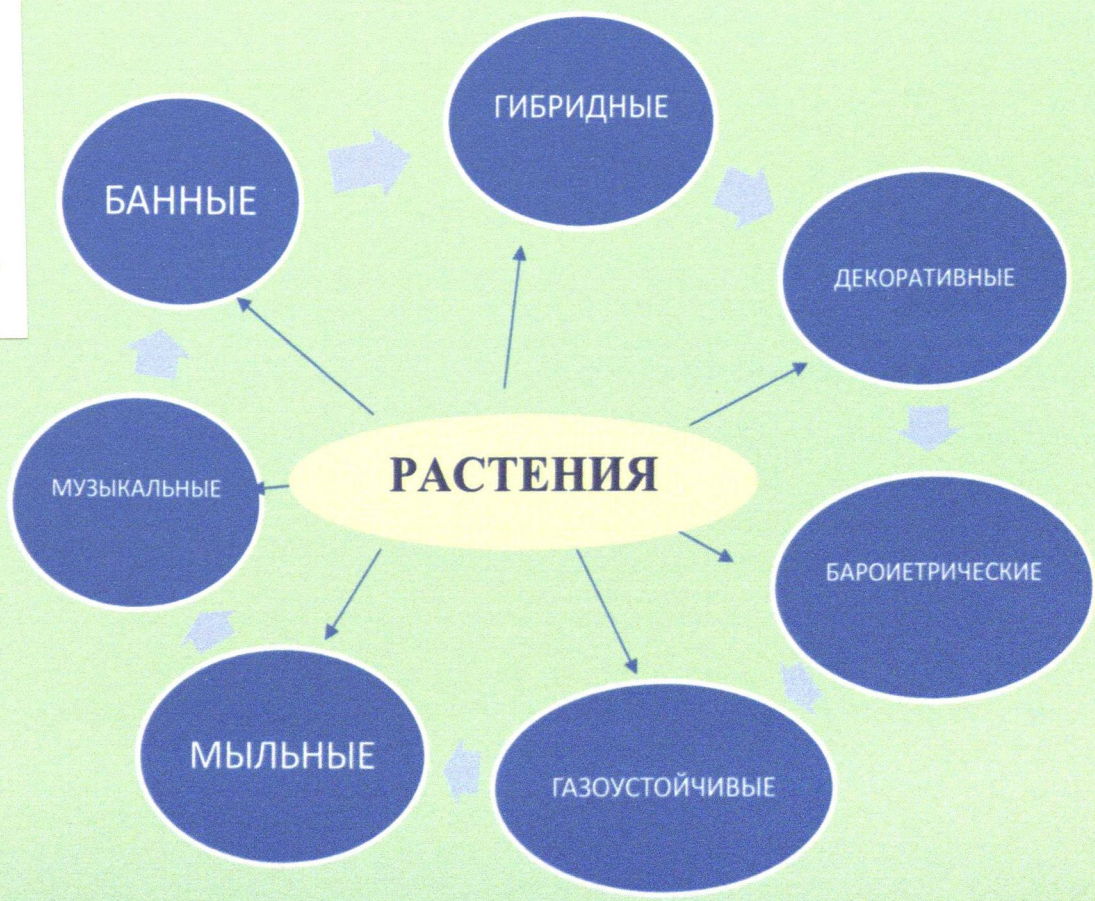 ГИБРИДНЫЕ
БАННЫЕ
ДЕКОРАТИВНЫЕ
РАСТЕНИЯ
МУЗЫКАЛЬНЫЕ
БАРОИЕТРИЧЕСКИЕ
МЫЛЬНЫЕ
ГАЗОУСТОЙЧИВЫЕ